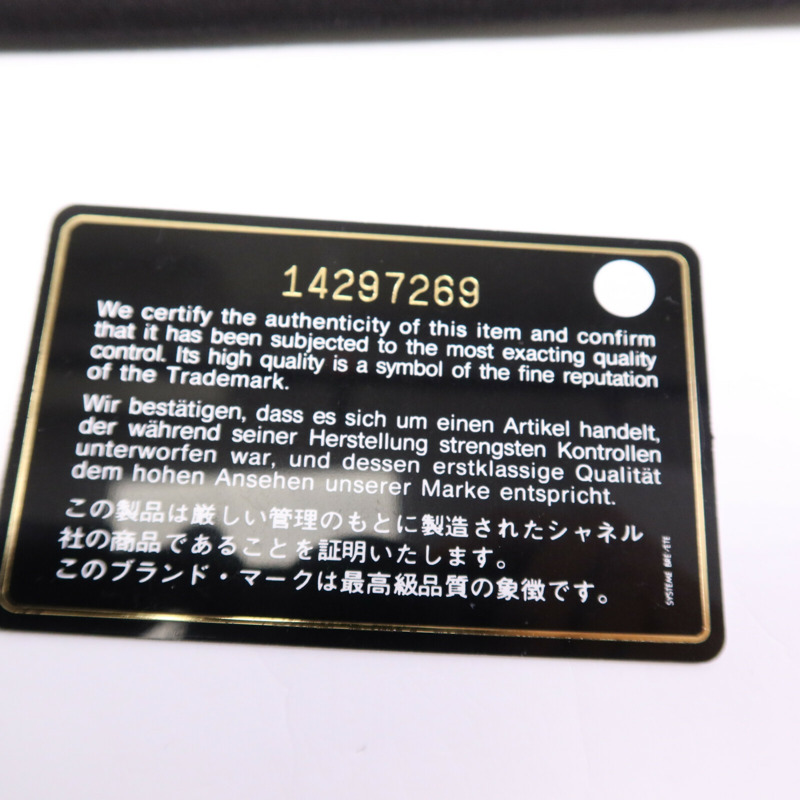 14297269
We certify the authenticity of this item and confirm
that it has been subjected to the most exacting quality
control. Its high quality is a symbol of the fine reputation
of the Trademark.
Wir bestätigen, dass es sich um einen Artikel handelt,
der während seiner Herstellung strengsten Kontrollen
unterworfen war, und dessen erstklassige Qualität
dem hohen Ansehen unserer Marke entspricht.
この製品は厳しい管理のもとに製造されたシャネル
社の商品であることを証明いたします。
このブランド・マークは最高級品質の象徴です。
SYSTEME